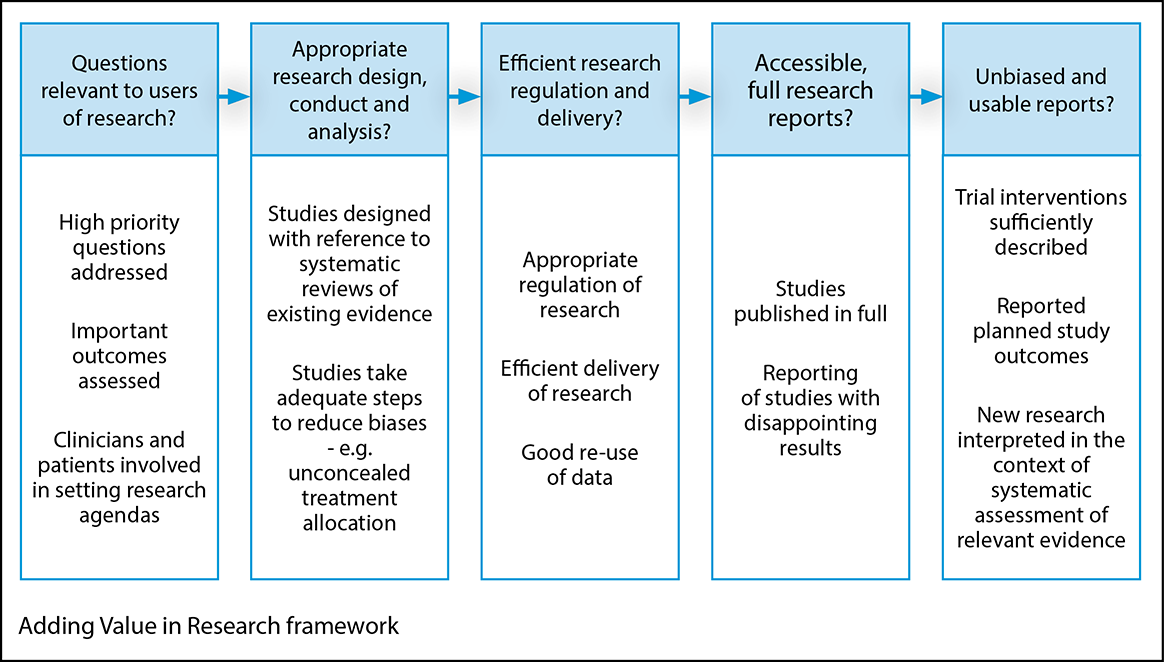 Questions
relevant to users
of research?
High priority
questions
addressed
Important
outcomes
assessed
Clinicians and
patients involved
in setting research
agendas
Appropriate
research design,
conduct and
analysis?
Studies designed
with reference to
systematic
reviews of
existing evidence
Studies take
adequate steps
to reduce biases
- e.g.
unconcealed
treatment
allocation
Efficient research
regulation and
delivery?
Appropriate
regulation of
research
Efficient delivery
of research
Good re-use
of data
Accessible,
full research
reports?
Studies
published in full
Reporting
of studies with
disappointing
results
Unbiased and
usable reports?
Trial interventions
sufficiently
described
Reported
planned study
outcomes
New research
interpreted in the
context of
systematic
assessment of
relevant evidence
Adding Value in Research framework